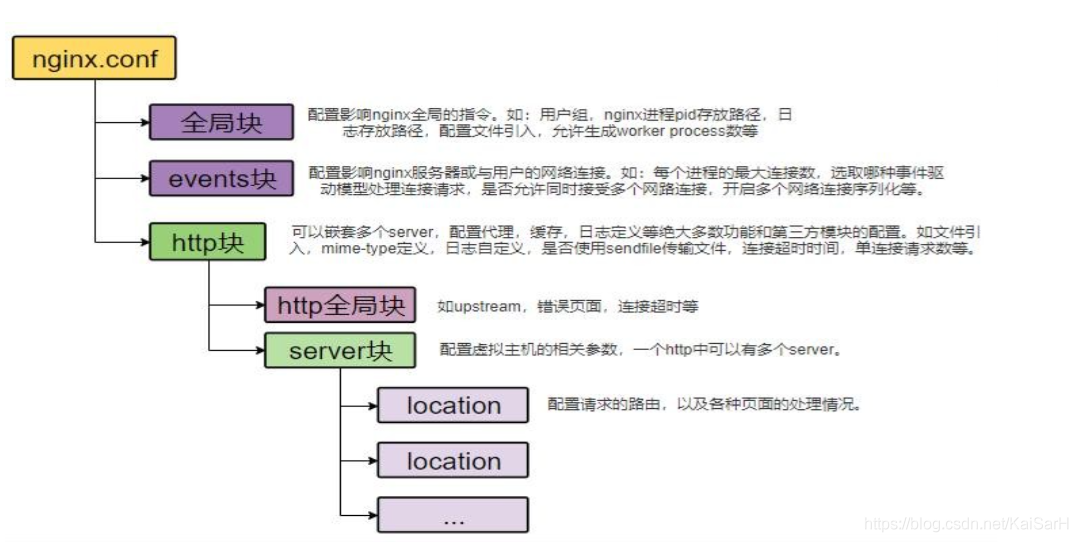 nginx.conf
全局块
配置影响nginx全局的指令。如：用户组，nginx进程pid存放路径，日
志存放路径，配置文件引入，允许生成worker process数等
events块
配置影响nginx服务器或与用户的网络连接。如：每个进程的最大连接数，选取哪种事件驱
动模型处理连接请求，是否允许同时接受多个网路连接，开启多个网络连接序列化等。
http块
可以嵌套多个server，配置代理，缓存，日志定义等绝大多数功能和第三方模块的配置。如文件引
入，mime-type定义，日志自定义，是否使用sendfile传输文件，连接超时时间，单连接请求数等。
http全局块
如upstream，错误页面，连接超时等
server块
配置虚拟主机的相关参数，一个http中可以有多个server。
location
配置请求的路由，以及各种页面的处理情况。
location
...
https://blog.csdn.net/KaiSarH